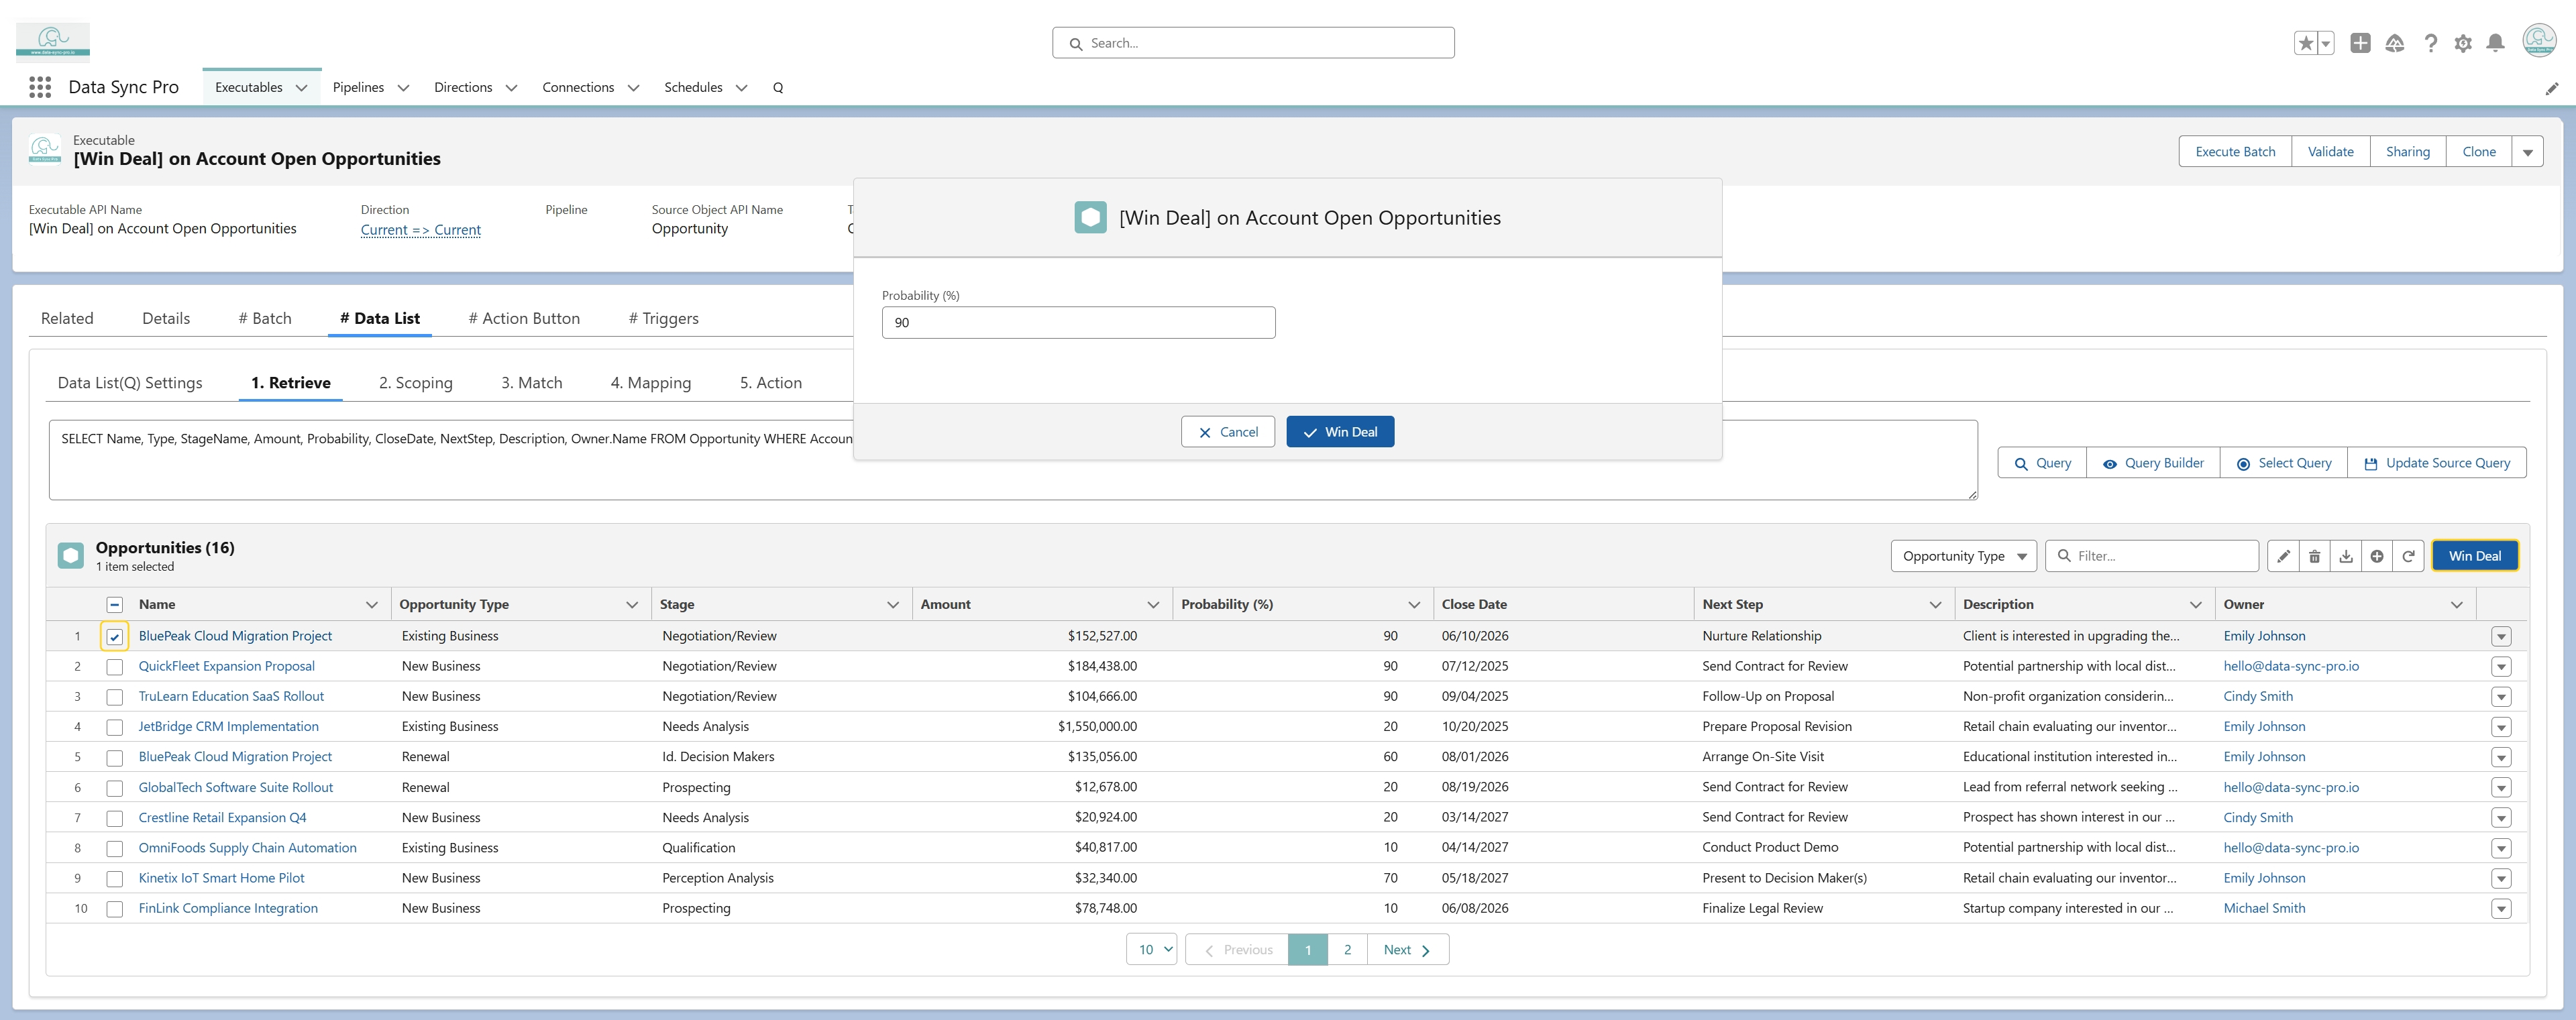 www.data-sync-pro.io
Search...
Data Sync Pro
Executables
Pipelines
Directions
Connections
Schedules
Q
Executable
[Win Deal] on Account Open Opportunities
Execute Batch
Validate
Sharing
Clone
Executable API Name
Direction
Pipeline
Source Object API Name
[Win Deal] on Account Open Opportunities
Current => Current
Opportunity
[Win Deal] on Account Open Opportunities
Probability (%)
90
Cancel
Win Deal
Related
Details
# Batch
# Data List
# Action Button
# Triggers
Data List(Q) Settings
1. Retrieve
2. Scoping
3. Match
4. Mapping
5. Action
SELECT Name, Type, StageName, Amount, Probability, CloseDate, NextStep, Description, Owner.Name FROM Opportunity WHERE Accoun
Query
Query Builder
Select Query
Update Source Query
Opportunities (16)
1 item selected
Opportunity Type
Filter...
Win Deal
Name Opportunity Type Stage Amount Probability (%) Close Date Next Step Description Owner
1 BluePeak Cloud Migration Project Existing Business Negotiation/Review $152,527.00 90 06/10/2026 Nurture Relationship Client is interested in upgrading the... Emily Johnson
2 QuickFleet Expansion Proposal New Business Negotiation/Review $184,438.00 90 07/12/2025 Send Contract for Review Potential partnership with local dist... hello@data-sync-pro.io
3 TruLearn Education SaaS Rollout New Business Negotiation/Review $104,666.00 90 09/04/2025 Follow-Up on Proposal Non-profit organization considerin... Cindy Smith
4 JetBridge CRM Implementation Existing Business Needs Analysis $1,550,000.00 20 10/20/2025 Prepare Proposal Revision Retail chain evaluating our inventor... Emily Johnson
5 BluePeak Cloud Migration Project Renewal Id. Decision Makers $135,056.00 60 08/01/2026 Arrange On-Site Visit Educational institution interested in... Emily Johnson
6 GlobalTech Software Suite Rollout Renewal Prospecting $12,678.00 20 08/19/2026 Send Contract for Review Lead from referral network seeking ... hello@data-sync-pro.io
7 Crestline Retail Expansion Q4 New Business Needs Analysis $20,924.00 20 03/14/2027 Send Contract for Review Prospect has shown interest in our ... Cindy Smith
8 OmniFoods Supply Chain Automation Existing Business Qualification $40,817.00 10 04/14/2027 Conduct Product Demo Potential partnership with local dist... hello@data-sync-pro.io
9 Kinetix IoT Smart Home Pilot New Business Perception Analysis $32,340.00 70 05/18/2027 Present to Decision Maker(s) Retail chain evaluating our inventor... Emily Johnson
10 FinLink Compliance Integration New Business Prospecting $78,748.00 10 06/08/2026 Finalize Legal Review Startup company interested in our ... Michael Smith
10
Previous
1
2
Next